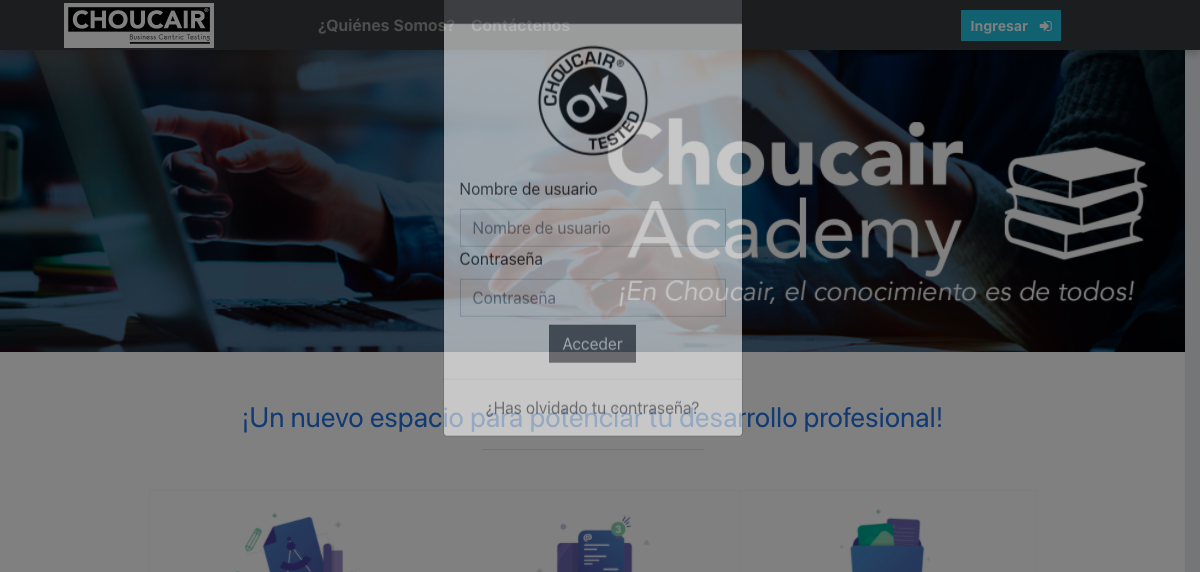 CHOUCAIR®
Business Centric Testing
¿Quiénes Somos?
Contáctenos
Ingresar
CHOUCAIR®
OK
TESTED
Nombre de usuario
Nombre de usuario
Contraseña
Contraseña
Acceder
¿Has olvidado tu contraseña?
Choucair
Academy
¡En Choucair, el conocimiento es de todos!
¡Un nuevo espacio para potenciar tu desarrollo profesional!
3
@